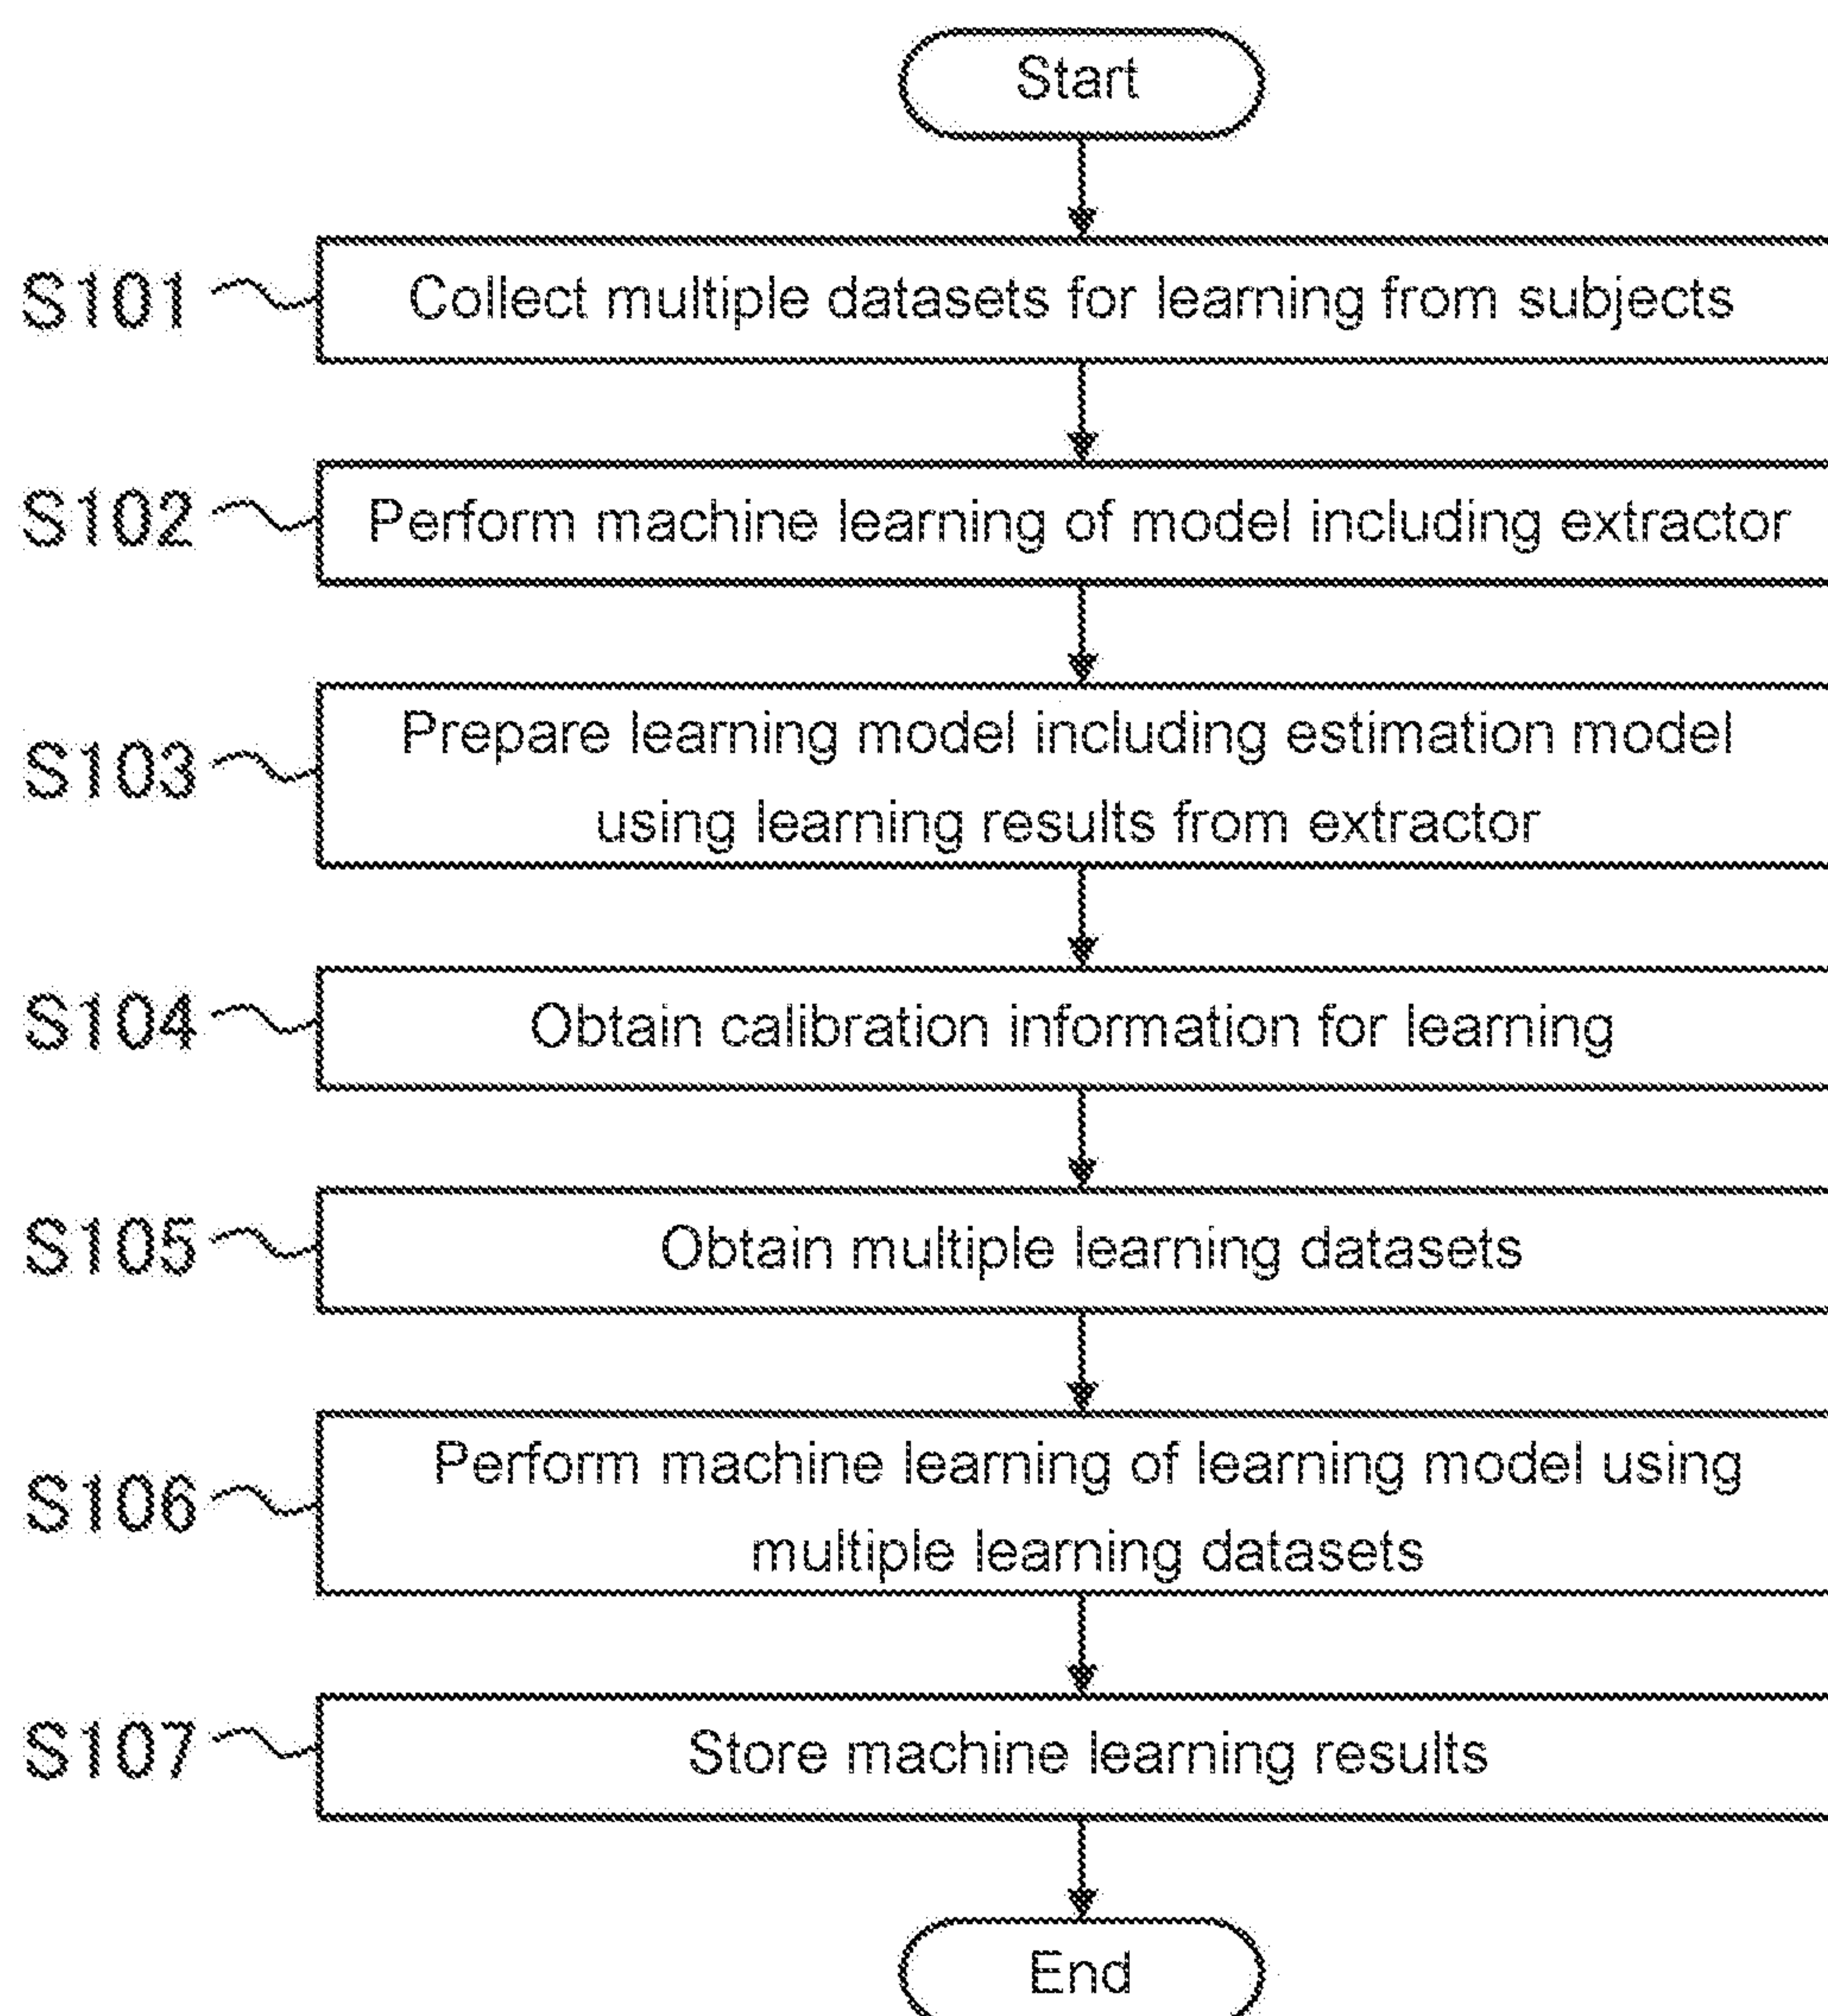 Start
S101
Collect multiple datasets for learning from subjects
S102
Perform machine learning of model including extractor
S103
Prepare learning model including estimation model
using learning results from extractor
S104
Obtain calibration information for learning
S105
Obtain multiple learning datasets
S106
Perform machine learning of learning model using
multiple learning datasets
S107
Store machine learning results
End